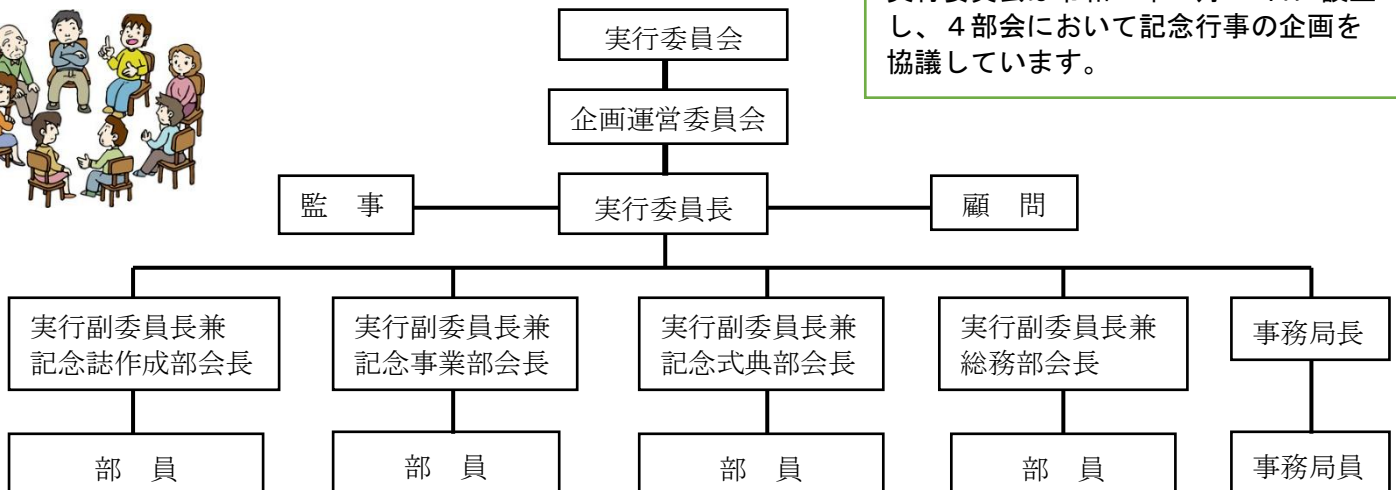 し、４部会において記念行事の企画を
協議しています。
実行委員会
企画運営委員会
監　事
実行委員長
顧　問
実行副委員長兼
記念誌作成部会長
実行副委員長兼
記念事業部会長
実行副委員長兼
記念式典部会長
実行副委員長兼
総務部会長
事務局長
部　員
部　員
部　員
部　員
事務局員